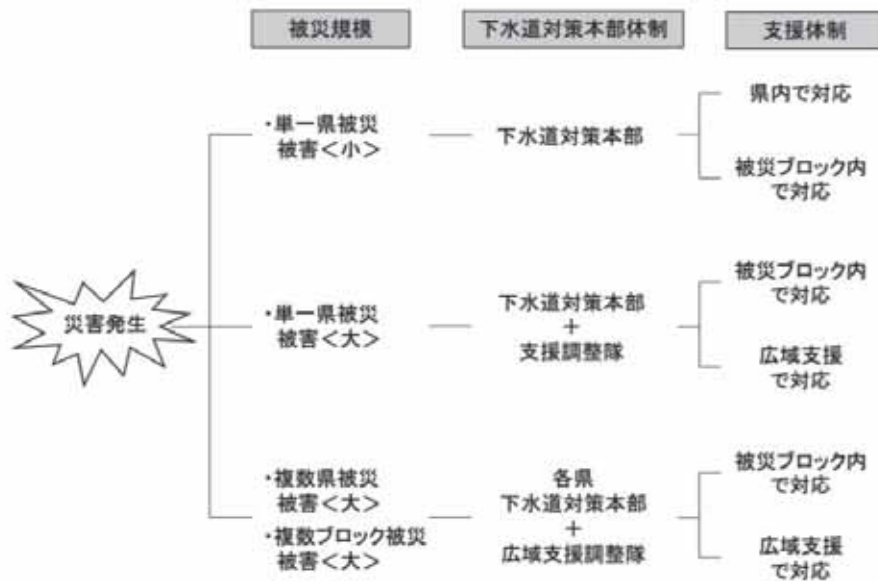 被災規模
下水道対策本部体制
支援体制
災害発生
・単一県被災
被害＜小＞
下水道対策本部
県内で対応
被災ブロック内
で対応
・単一県被災
被害＜大＞
下水道対策本部
＋
支援調整隊
被災ブロック内
で対応
広域支援
で対応
・複数県被災
被害＜大＞
・複数ブロック被災
被害＜大＞
各県
下水道対策本部
＋
広域支援調整隊
被災ブロック内
で対応
広域支援
で対応